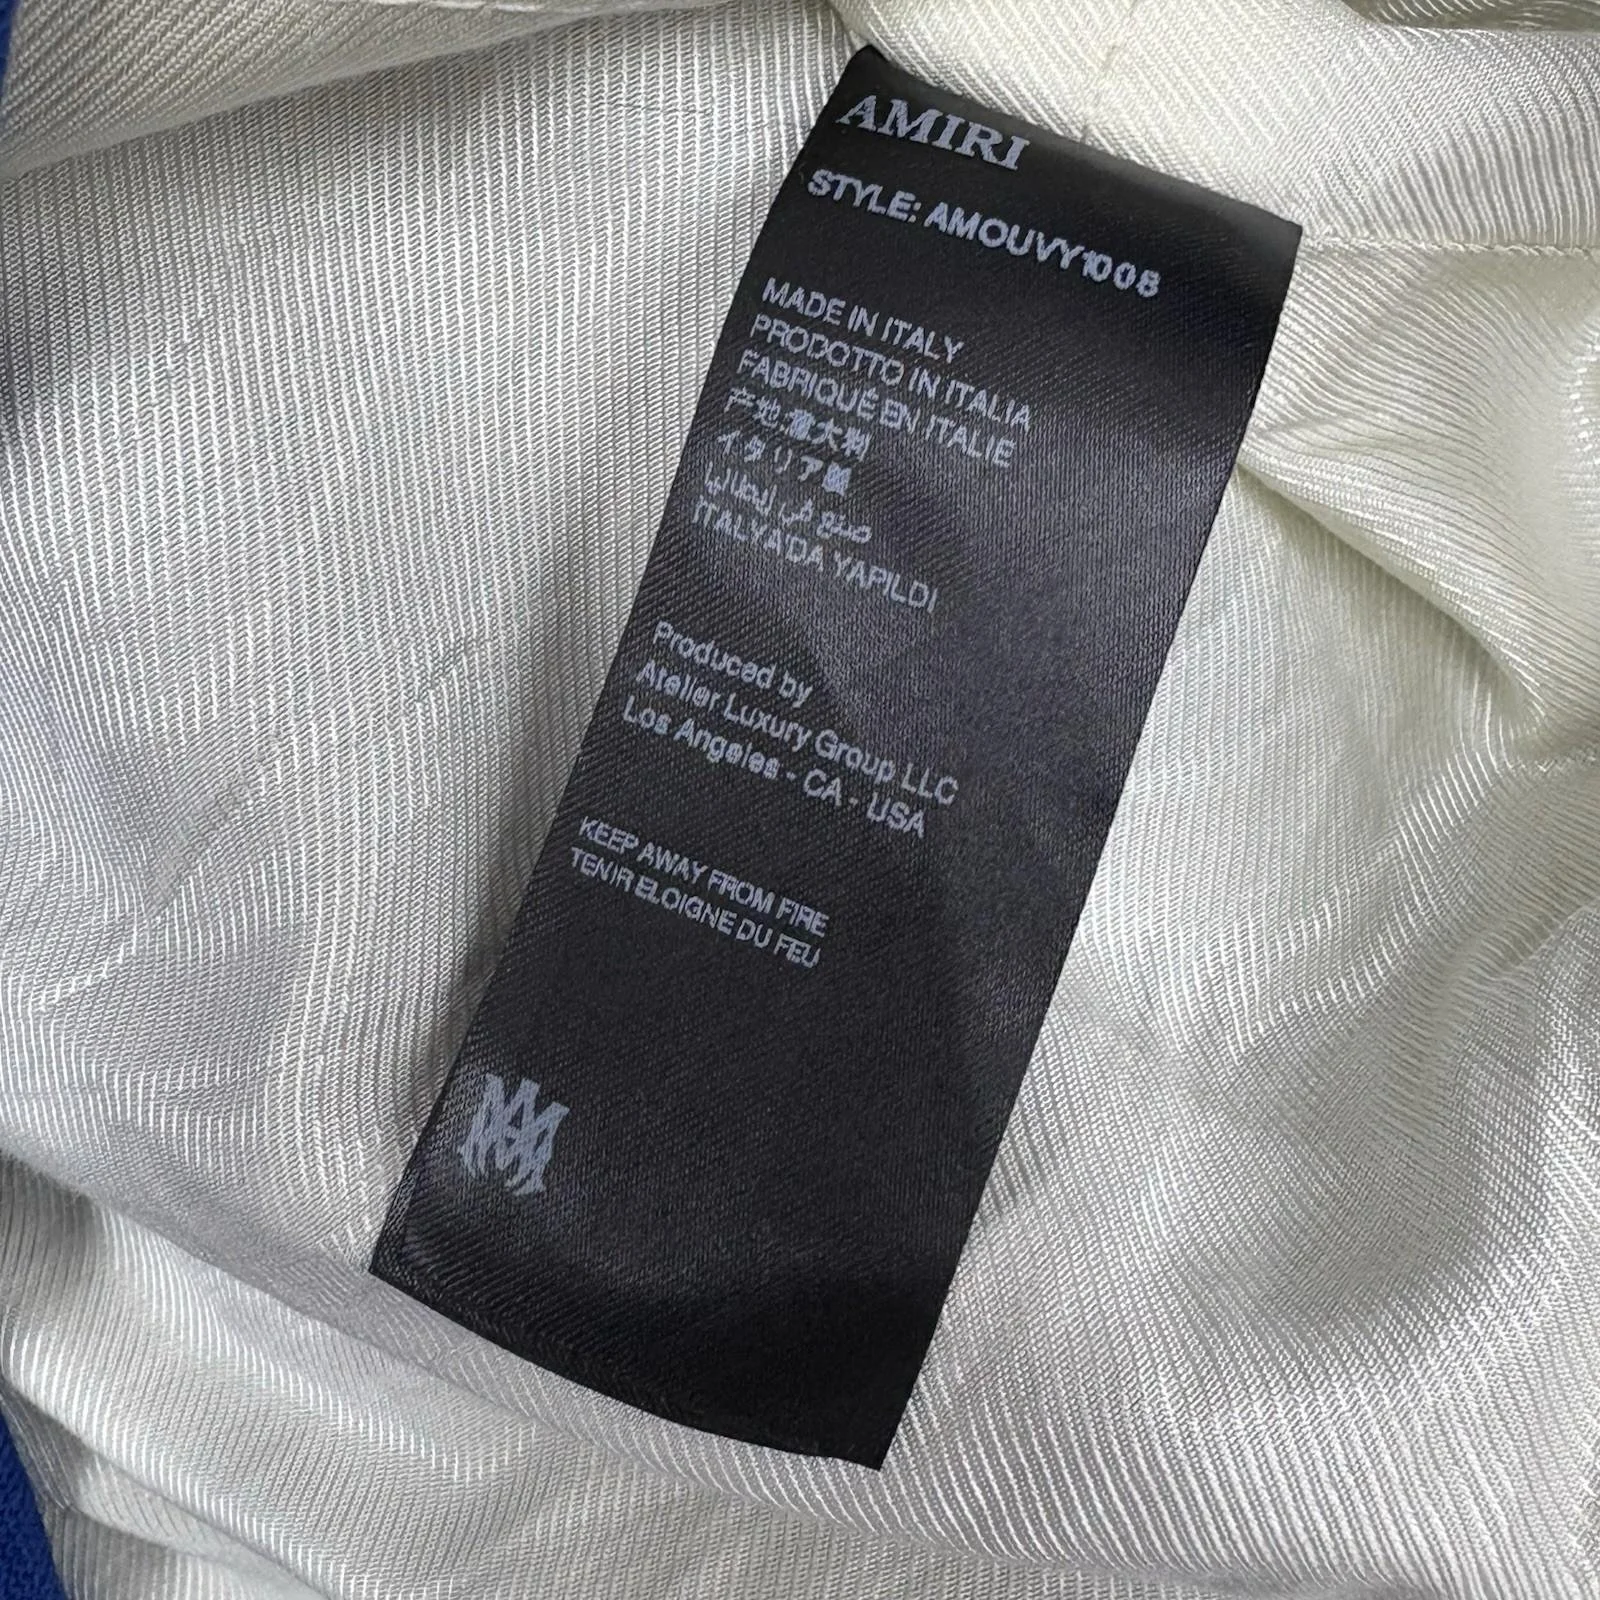 AMIRI
STYLE: AMOUVY1008
MADE IN ITALY
PRODOTTO IN ITALIA
FABRIQUÉ EN ITALIE
产地意大利
イタリア製
صنع في إيطاليا
ITALYA'DA YAPILDI
Produced by
Atelier Luxury Group LLC
Los Angeles - CA - USA
KEEP AWAY FROM FIRE
TENIR ELOIGNE DU FEU